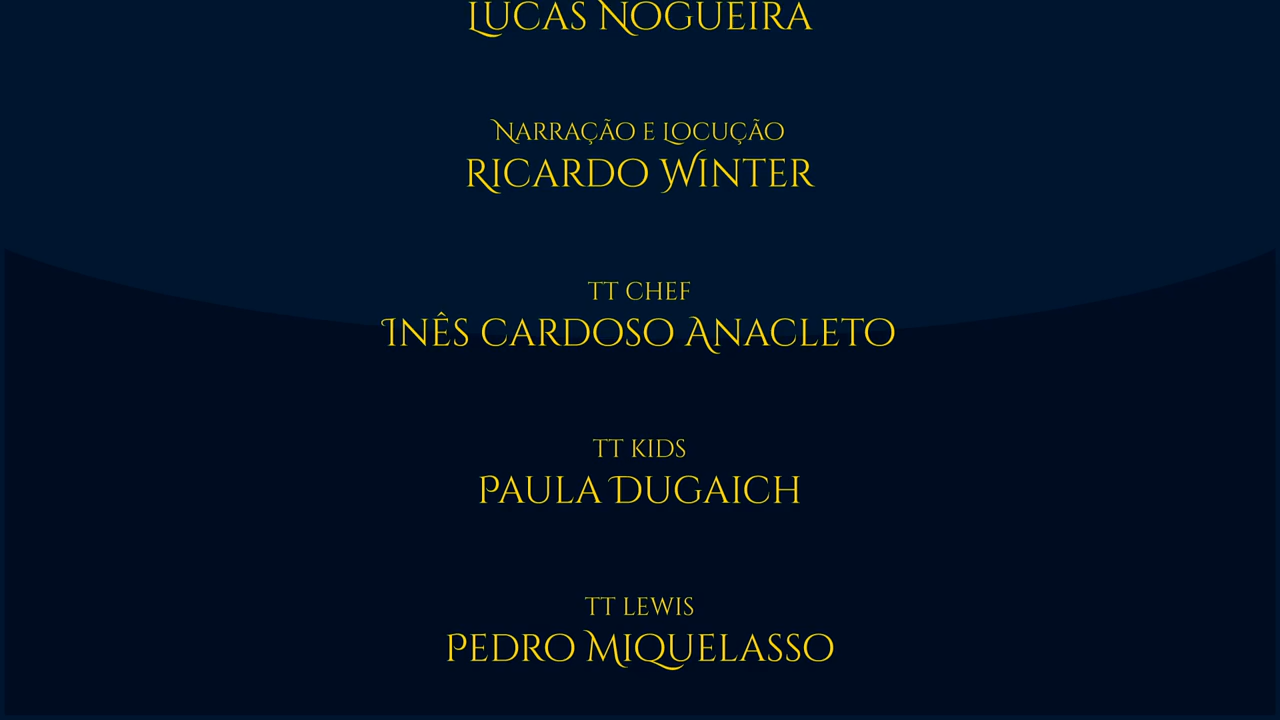 Lucas Nogueira
Narração e Locução
Ricardo Winter
TT Chef
Inês Cardoso Anacleto
TT Kids
Paula Dugaich
TT Lewis
Pedro Miquelasso